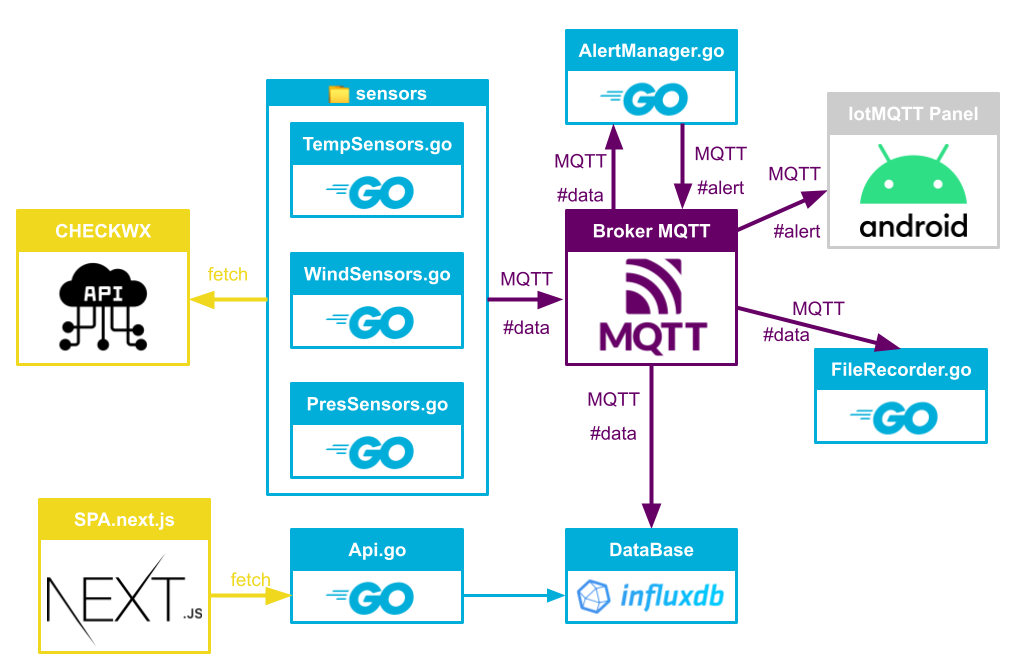 AlertManager.go
GO
sensors
TempSensors.go
GO
WindSensors.go
GO
PresSensors.go
GO
CHECKWX
API
fetch
MQTT
#data
MQTT
#data
MQTT
#alert
Broker MQTT
MQTT
MQTT
#alert
IotMQTT Panel
android
MQTT
#data
FileRecorder.go
GO
MQTT
#data
SPA.next.js
NEXT.JS
fetch
Api.go
GO
DataBase
influxdb